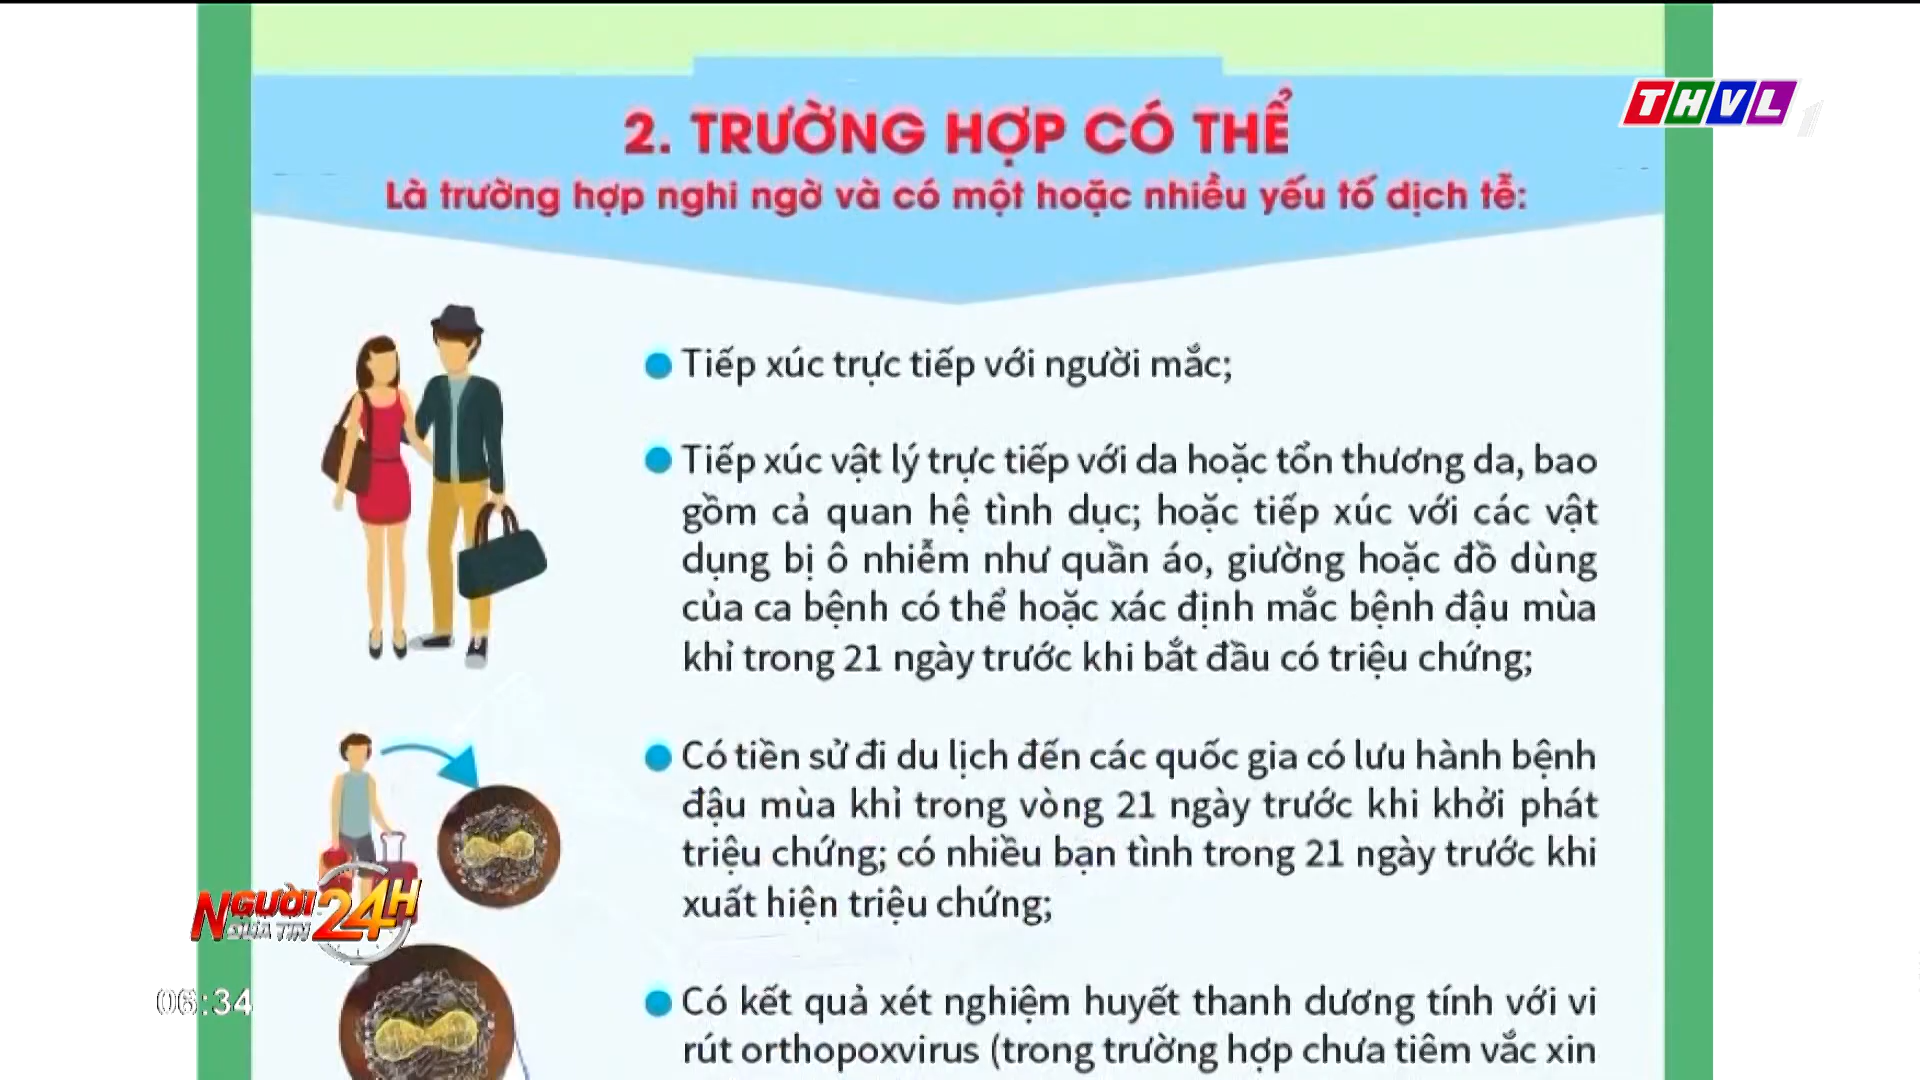 THVL 1
2. TRƯỜNG HỢP CÓ THỂ
Là trường hợp nghi ngờ và có một hoặc nhiều yếu tố dịch tễ:
Tiếp xúc trực tiếp với người mắc;
Tiếp xúc vật lý trực tiếp với da hoặc tổn thương da, bao
gồm cả quan hệ tình dục; hoặc tiếp xúc với các vật
dụng bị ô nhiễm như quần áo, giường hoặc đồ dùng
của ca bệnh có thể hoặc xác định mắc bệnh đậu mùa
khỉ trong 21 ngày trước khi bắt đầu có triệu chứng;
Có tiền sử đi du lịch đến các quốc gia có lưu hành bệnh
đậu mùa khỉ trong vòng 21 ngày trước khi khởi phát
triệu chứng; có nhiều bạn tình trong 21 ngày trước khi
xuất hiện triệu chứng;
NGƯỜI
ĐƯA TIN
24H
06:34
Có kết quả xét nghiệm huyết thanh dương tính với vi
rút orthopoxvirus (trong trường hợp chưa tiêm vắc xin